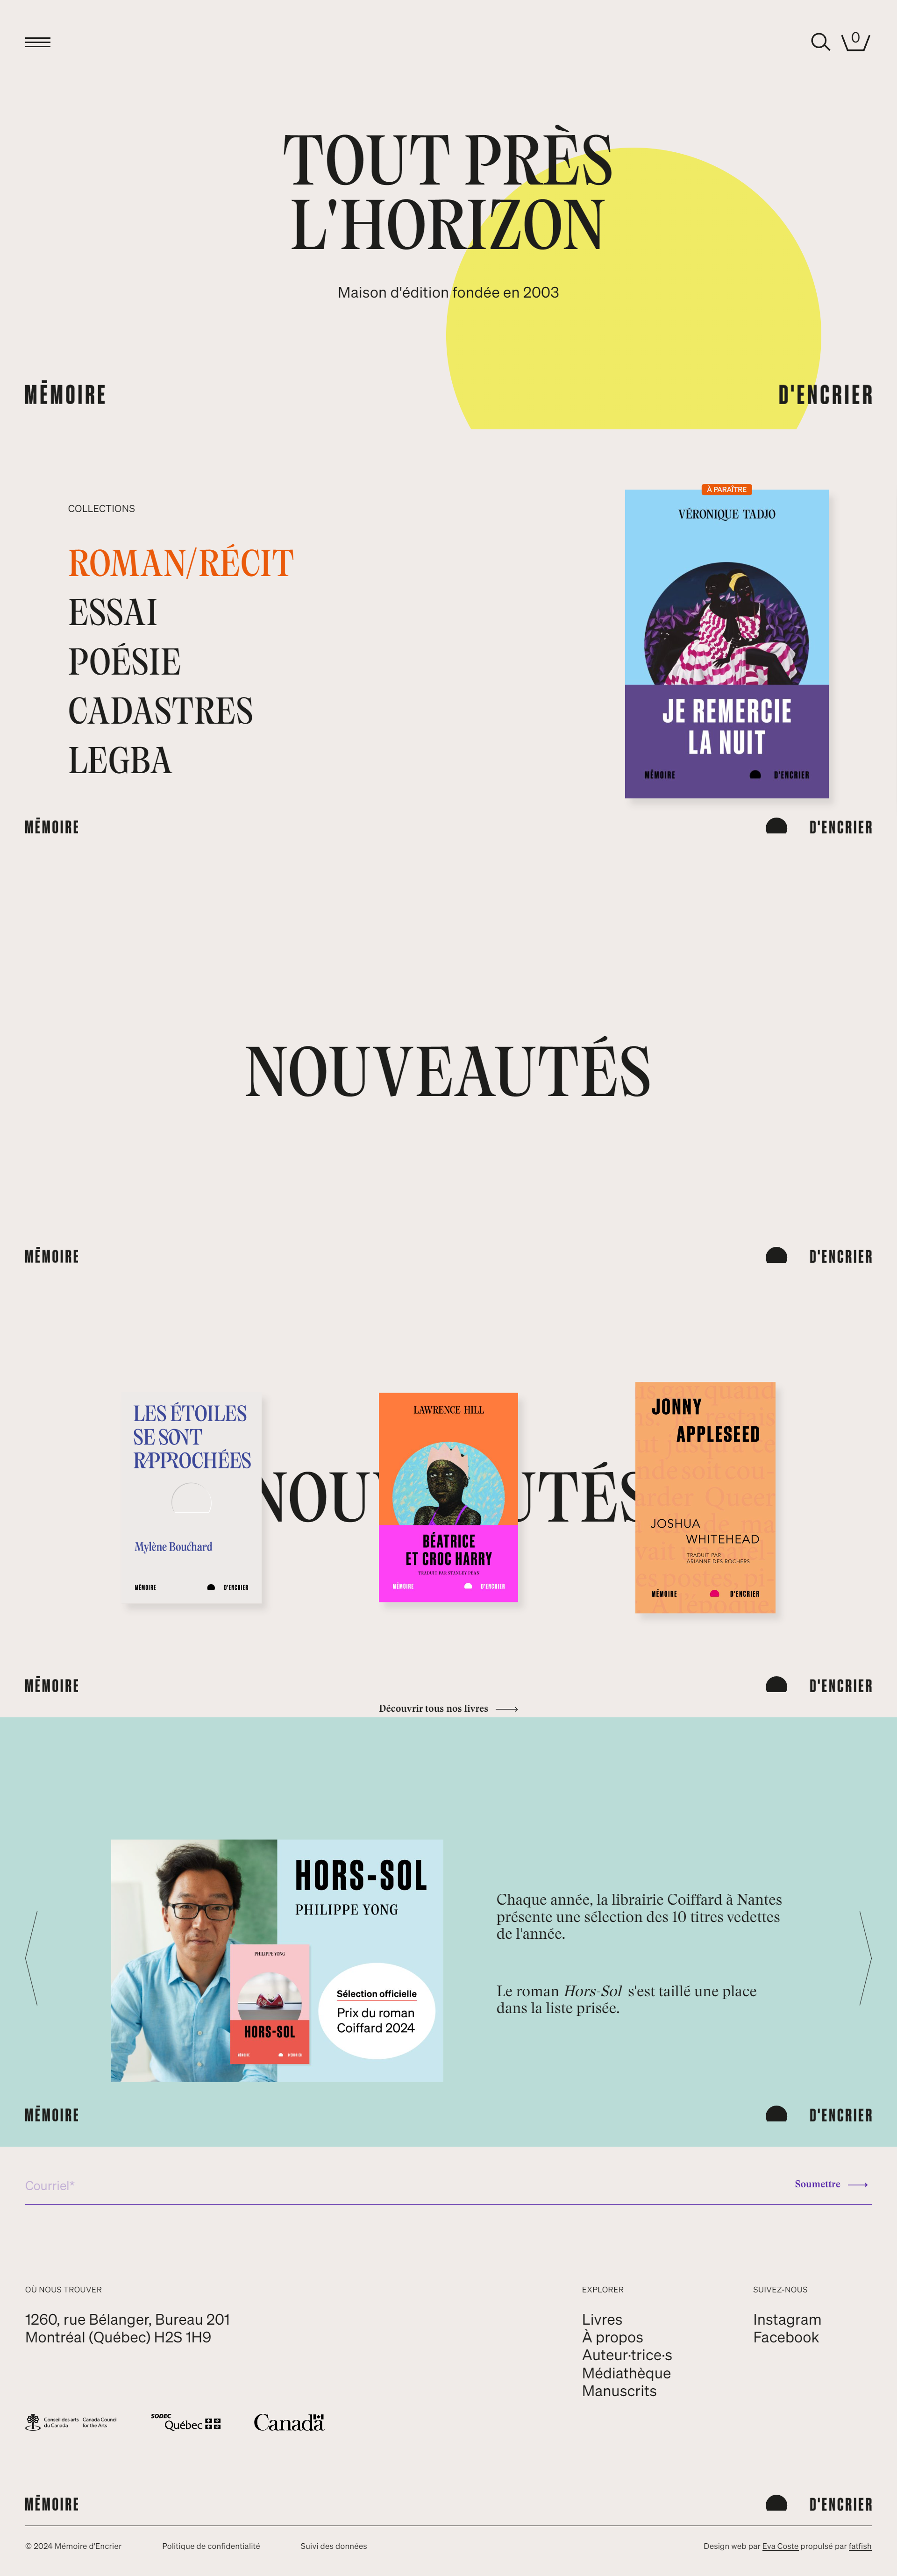 0
TOUT PRÈS
L'HORIZON
Maison d'édition fondée en 2003
MĒMOIRE D'ENCRIER
COLLECTIONS
ROMAN/RÉCIT
ESSAI
POÉSIE
CADASTRES
LEGBA
À PARAÎTRE
VÉRONIQUE TADJO
JE REMERCIE
LA NUIT
MĒMOIRE D'ENCRIER
MĒMOIRE D'ENCRIER
NOUVEAUTÉS
MĒMOIRE D'ENCRIER
LES ÉTOILES
SE SONT
RAPPROCHÉES
Mylène Bouchard
MĒMOIRE D'ENCRIER
LAWRENCE HILL
BÉATRICE
ET CROC HARRY
TRADUIT PAR STANLEY PÉAN
MĒMOIRE D'ENCRIER
JONNY
APPLESEED
JOSHUA
WHITEHEAD
TRADUIT PAR
ARIANNE DES ROCHERS
MĒMOIRE D'ENCRIER
MĒMOIRE D'ENCRIER
Découvrir tous nos livres
HORS-SOL
PHILIPPE YONG
PHILIPPE YONG
HORS-SOL
MĒMOIRE D'ENCRIER
Sélection officielle
Prix du roman
Coiffard 2024
Chaque année, la librairie Coiffard à Nantes
présente une sélection des 10 titres vedettes
de l'année.
Le roman Hors-Sol s'est taillé une place
dans la liste prisée.
MĒMOIRE D'ENCRIER
Courriel* Soumettre
OÙ NOUS TROUVER
1260, rue Bélanger, Bureau 201
Montréal (Québec) H2S 1H9
EXPLORER
Livres
À propos
Auteur·trice·s
Médiathèque
Manuscrits
SUIVEZ-NOUS
Instagram
Facebook
Conseil des arts Canada Council
du Canada for the Arts
SODEC
Québec
Canada
MĒMOIRE D'ENCRIER
© 2024 Mémoire d'Encrier Politique de confidentialité Suivi des données Design web par Eva Coste propulsé par fatfish